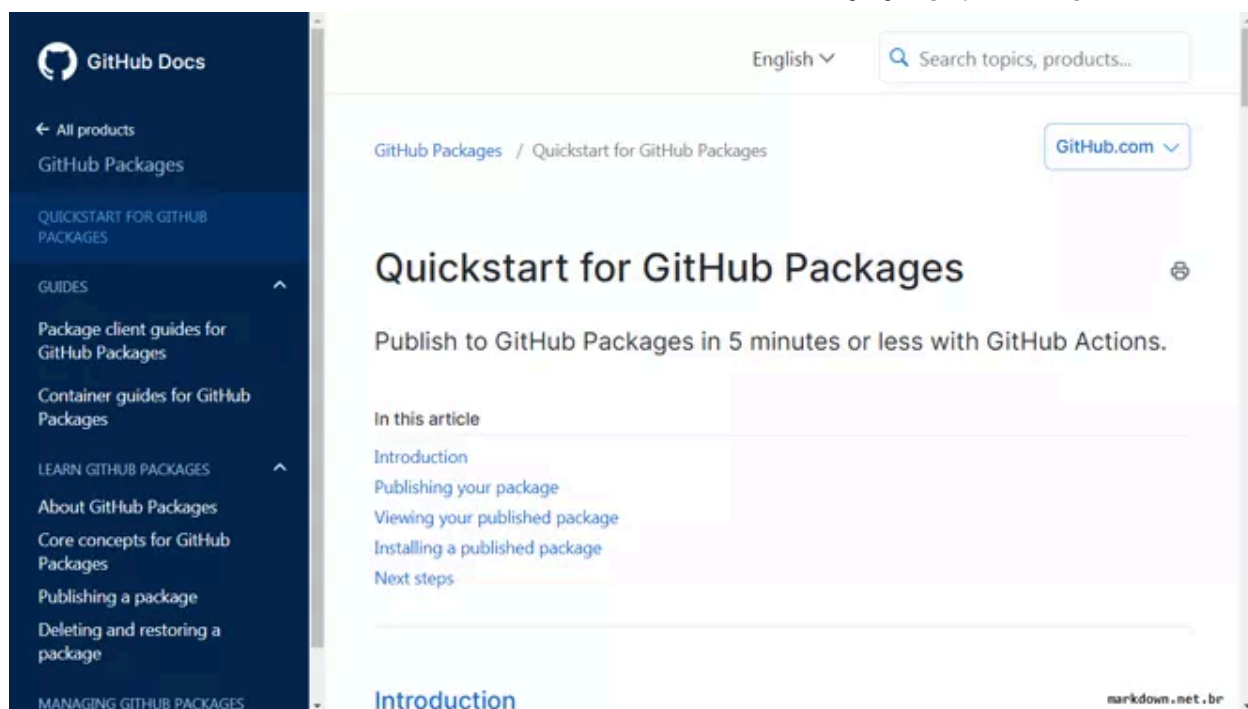 GitHub Docs
← All products
GitHub Packages
QUICKSTART FOR GITHUB
PACKAGES
GUIDES
Package client guides for
GitHub Packages
Container guides for GitHub
Packages
LEARN GITHUB PACKAGES
About GitHub Packages
Core concepts for GitHub
Packages
Publishing a package
Deleting and restoring a
package
MANAGING GITHUB PACKAGES
English
Search topics, products...
GitHub Packages / Quickstart for GitHub Packages
GitHub.com
Quickstart for GitHub Packages
Publish to GitHub Packages in 5 minutes or less with GitHub Actions.
In this article
Introduction
Publishing your package
Viewing your published package
Installing a published package
Next steps
Introduction
markdown.net.br